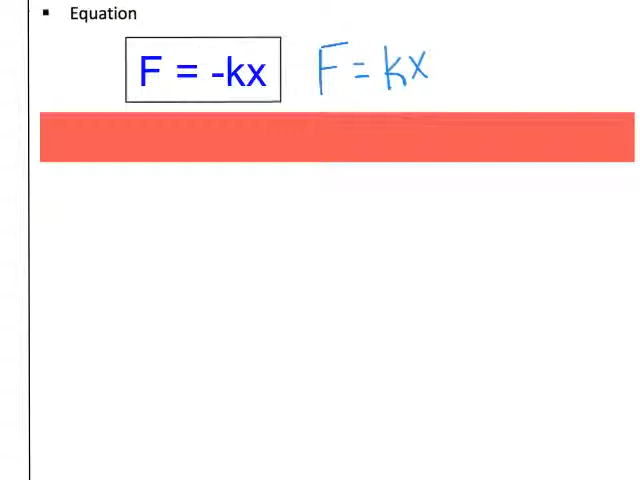 ▪ Equation
F = -kx F = kx